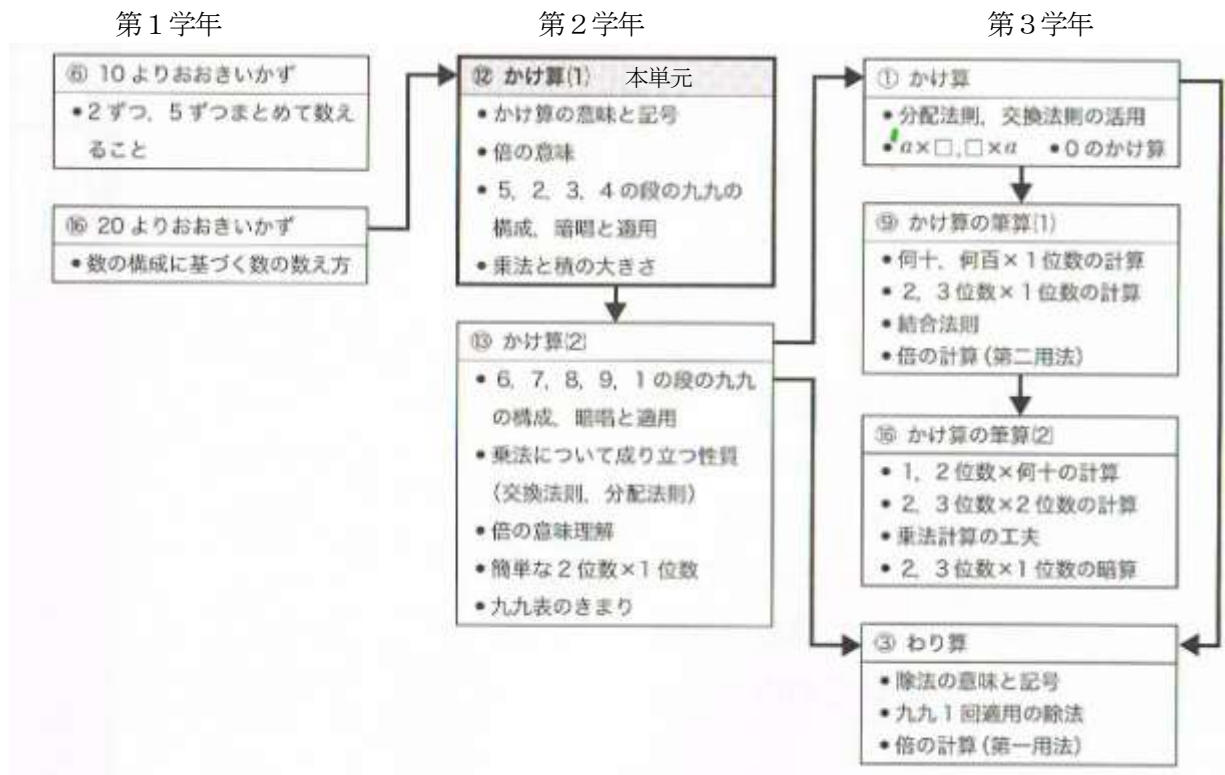 第1学年
第2学年
第3学年
⑥ 10よりおおきいかず
•2ずつ、5ずつまとめて数え
ること
⑯ 20よりおおきいかず
•数の構成に基づく数の数え方
⑫ かけ算(1) 本単元
•かけ算の意味と記号
•倍の意味
•5、2、3、4の段の九九の
構成、暗唱と適用
•乗法と積の大きさ
⑬ かけ算(2)
•6、7、8、9、1の段の九九
の構成、暗唱と適用
•乗法について成り立つ性質
(交換法則、分配法則)
•倍の意味理解
•簡単な2位数×1位数
•九九表のきまり
① かけ算
•分配法則、交換法則の活用
•a×□,□×a •0のかけ算
⑨ かけ算の筆算(1)
•何十、何百×1位数の計算
•2、3位数×1位数の計算
•結合法則
•倍の計算(第二用法)
⑯ かけ算の筆算(2)
•1、2位数×何十の計算
•2、3位数×2位数の計算
•乗法計算の工夫
•2、3位数×1位数の暗算
③ わり算
•除法の意味と記号
•九九1回適用の除法
•倍の計算(第一用法)